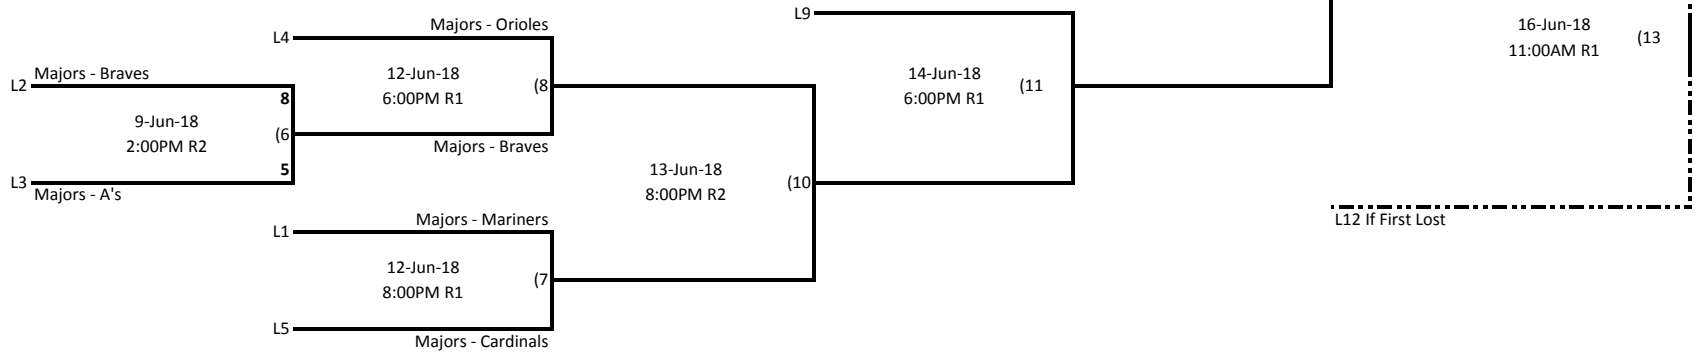 L9
16-Jun-18
11:00AM R1
(13
Majors - Orioles
L4
12-Jun-18
6:00PM R1
(8
14-Jun-18
6:00PM R1
(11
Majors - Braves
L2
8
9-Jun-18
2:00PM R2
(6
5
L3
Majors - A's
Majors - Braves
13-Jun-18
8:00PM R2
(10
Majors - Mariners
L1
12-Jun-18
8:00PM R1
(7
L5
Majors - Cardinals
L12 If First Lost